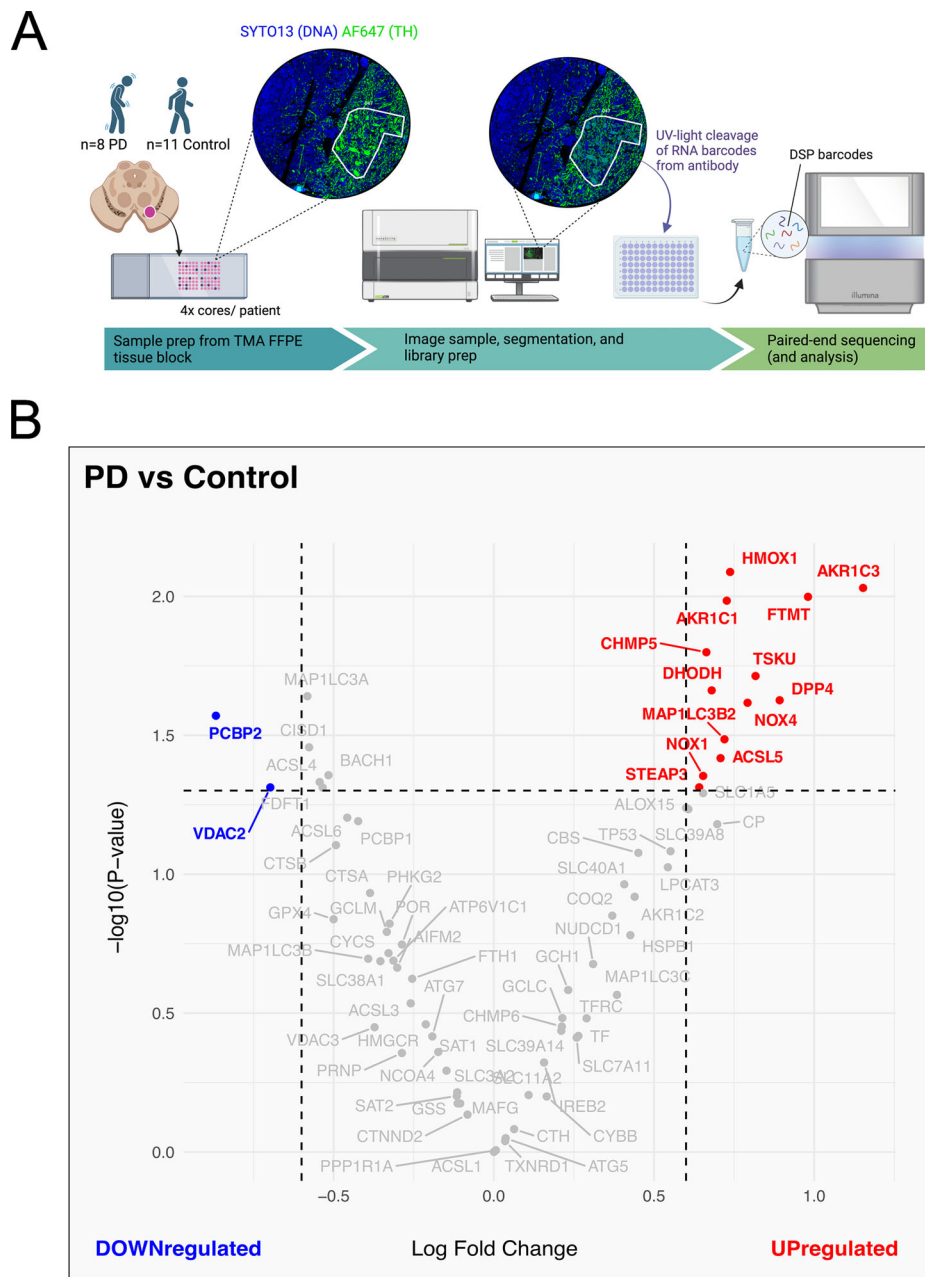 A
SYTO13 (DNA) AF647 (TH)
n=8 PD
n=11 Control
UV-light cleavage
of RNA barcodes
from antibody
DSP barcodes
illumina
4x cores/ patient
Sample prep from TMA FFPE
tissue block
Image sample, segmentation, and
library prep
Paired-end sequencing
(and analysis)
B
PD vs Control
HMOX1
AKR1C3
2.0
AKR1C1
FTMT
CHMP5
TSKU
DHODH
MAP1LC3A
DPP4
MAP1LC3B2
NOX4
PCBP2
CISD1
1.5
NOX1
ACSL5
ACSL4
BACH1
STEAP3
SLC1A5
FDFT1
ALOX15
VDAC2
ACSL6
PCBP1
CBS
TP53
SLC39A8
CP
CTSB
1.0
CTSA
PHKG2
SLC40A1
LPCAT3
GPX4
GCLM
POR
ATP6V1C1
COQ2
AKR1C2
CYCS
AIFM2
NUDCD1
HSPB1
MAP1LC3B
SLC38A1
FTH1
GCH1
MAP1LC3C
ATG7
GCLC
ACSL3
CHMP6
TFRC
0.5
VDAC3
HMGCR
SAT1
SLC39A14
TF
PRNP
NCOA4
SLC3A2
SLC11A2
SLC7A11
SAT2
GSS
MAFG
IREB2
CTNND2
CTH
CYBB
0.0
PPP1R1A
ACSL1
TXNRD1
ATG5
−log10(P−value)
−0.5
0.0
0.5
1.0
DOWNregulated
Log Fold Change
UPregulated